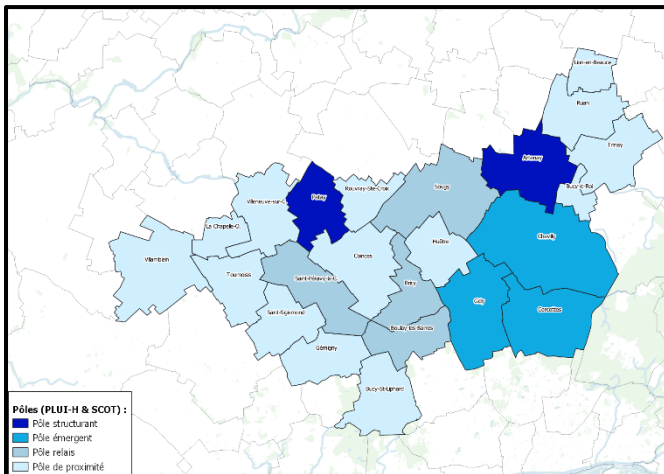 Lion-en-Beauce
Ruan
Trinay
Artenay
Bucy-le-Roi
Sougy
Rouvray-Ste-Croix
Patay
Villeneuve-sur-C.
La Chapelle-O.
Chevilly
Huêtre
Coinces
Villamblain
Tournoisis
Saint-Péravy-la-C.
Bricy
Gidy
Cercottes
Saint-Sigismond
Boulay-les-Barres
Gémigny
Bucy-St-Liphard
Pôles (PLUI-H & SCOT) :
Pôle structurant
Pôle émergent
Pôle relais
Pôle de proximité